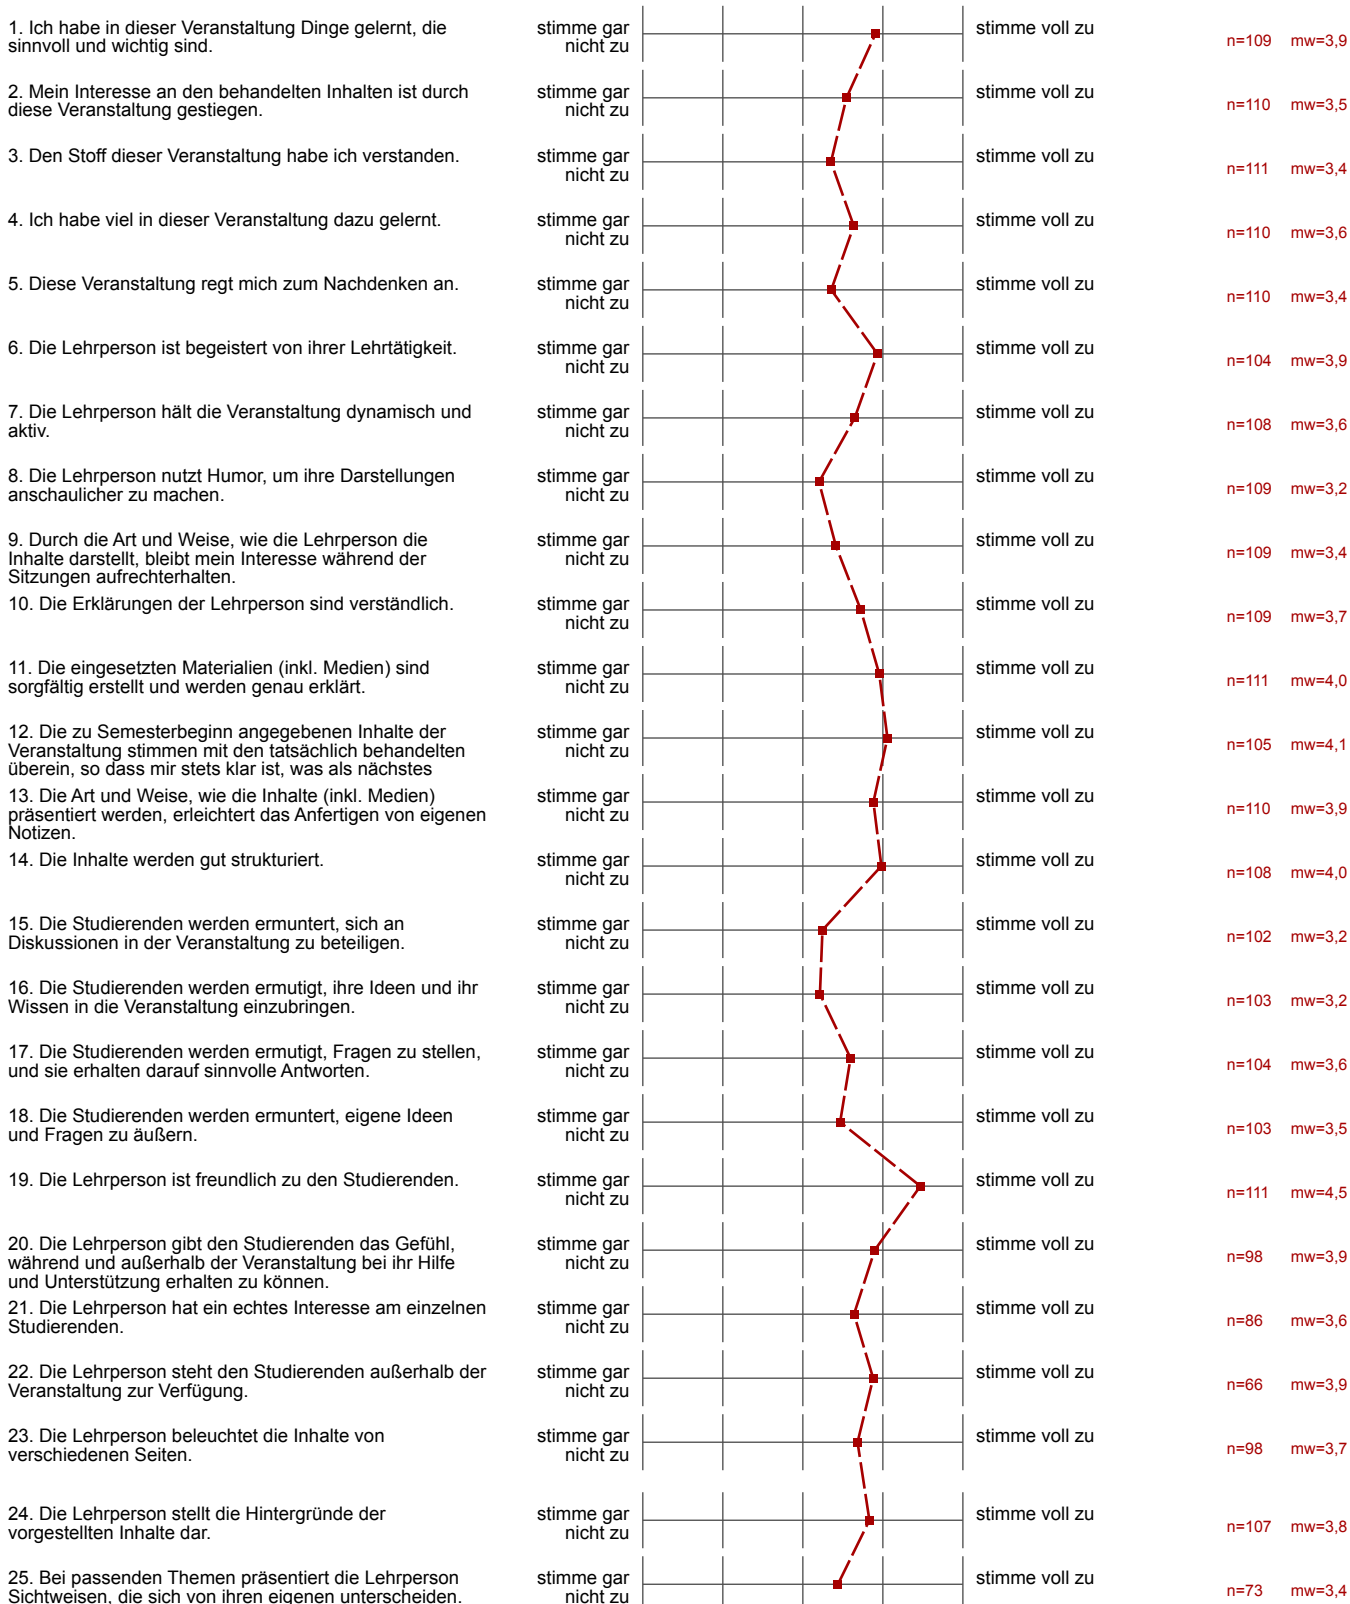 1. Ich habe in dieser Veranstaltung Dinge gelernt, die
sinnvoll und wichtig sind.
stimme gar
nicht zu
stimme voll zu
n=109 mw=3,9
2. Mein Interesse an den behandelten Inhalten ist durch
diese Veranstaltung gestiegen.
stimme gar
nicht zu
stimme voll zu
n=110 mw=3,5
3. Den Stoff dieser Veranstaltung habe ich verstanden.
stimme gar
nicht zu
stimme voll zu
n=111 mw=3,4
4. Ich habe viel in dieser Veranstaltung dazu gelernt.
stimme gar
nicht zu
stimme voll zu
n=110 mw=3,6
5. Diese Veranstaltung regt mich zum Nachdenken an.
stimme gar
nicht zu
stimme voll zu
n=110 mw=3,4
6. Die Lehrperson ist begeistert von ihrer Lehrtätigkeit.
stimme gar
nicht zu
stimme voll zu
n=104 mw=3,9
7. Die Lehrperson hält die Veranstaltung dynamisch und
aktiv.
stimme gar
nicht zu
stimme voll zu
n=108 mw=3,6
8. Die Lehrperson nutzt Humor, um ihre Darstellungen
anschaulicher zu machen.
stimme gar
nicht zu
stimme voll zu
n=109 mw=3,2
9. Durch die Art und Weise, wie die Lehrperson die
Inhalte darstellt, bleibt mein Interesse während der
Sitzungen aufrechterhalten.
stimme gar
nicht zu
stimme voll zu
n=109 mw=3,4
10. Die Erklärungen der Lehrperson sind verständlich.
stimme gar
nicht zu
stimme voll zu
n=109 mw=3,7
11. Die eingesetzten Materialien (inkl. Medien) sind
sorgfältig erstellt und werden genau erklärt.
stimme gar
nicht zu
stimme voll zu
n=111 mw=4,0
12. Die zu Semesterbeginn angegebenen Inhalte der
Veranstaltung stimmen mit den tatsächlich behandelten
überein, so dass mir stets klar ist, was als nächstes
stimme gar
nicht zu
stimme voll zu
n=105 mw=4,1
13. Die Art und Weise, wie die Inhalte (inkl. Medien)
präsentiert werden, erleichtert das Anfertigen von eigenen
Notizen.
stimme gar
nicht zu
stimme voll zu
n=110 mw=3,9
14. Die Inhalte werden gut strukturiert.
stimme gar
nicht zu
stimme voll zu
n=108 mw=4,0
15. Die Studierenden werden ermuntert, sich an
Diskussionen in der Veranstaltung zu beteiligen.
stimme gar
nicht zu
stimme voll zu
n=102 mw=3,2
16. Die Studierenden werden ermutigt, ihre Ideen und ihr
Wissen in die Veranstaltung einzubringen.
stimme gar
nicht zu
stimme voll zu
n=103 mw=3,2
17. Die Studierenden werden ermutigt, Fragen zu stellen,
und sie erhalten darauf sinnvolle Antworten.
stimme gar
nicht zu
stimme voll zu
n=104 mw=3,6
18. Die Studierenden werden ermuntert, eigene Ideen
und Fragen zu äußern.
stimme gar
nicht zu
stimme voll zu
n=103 mw=3,5
19. Die Lehrperson ist freundlich zu den Studierenden.
stimme gar
nicht zu
stimme voll zu
n=111 mw=4,5
20. Die Lehrperson gibt den Studierenden das Gefühl,
während und außerhalb der Veranstaltung bei ihr Hilfe
und Unterstützung erhalten zu können.
stimme gar
nicht zu
stimme voll zu
n=98 mw=3,9
21. Die Lehrperson hat ein echtes Interesse am einzelnen
Studierenden.
stimme gar
nicht zu
stimme voll zu
n=86 mw=3,6
22. Die Lehrperson steht den Studierenden außerhalb der
Veranstaltung zur Verfügung.
stimme gar
nicht zu
stimme voll zu
n=66 mw=3,9
23. Die Lehrperson beleuchtet die Inhalte von
verschiedenen Seiten.
stimme gar
nicht zu
stimme voll zu
n=98 mw=3,7
24. Die Lehrperson stellt die Hintergründe der
vorgestellten Inhalte dar.
stimme gar
nicht zu
stimme voll zu
n=107 mw=3,8
25. Bei passenden Themen präsentiert die Lehrperson
Sichtweisen, die sich von ihren eigenen unterscheiden.
stimme gar
nicht zu
stimme voll zu
n=73 mw=3,4